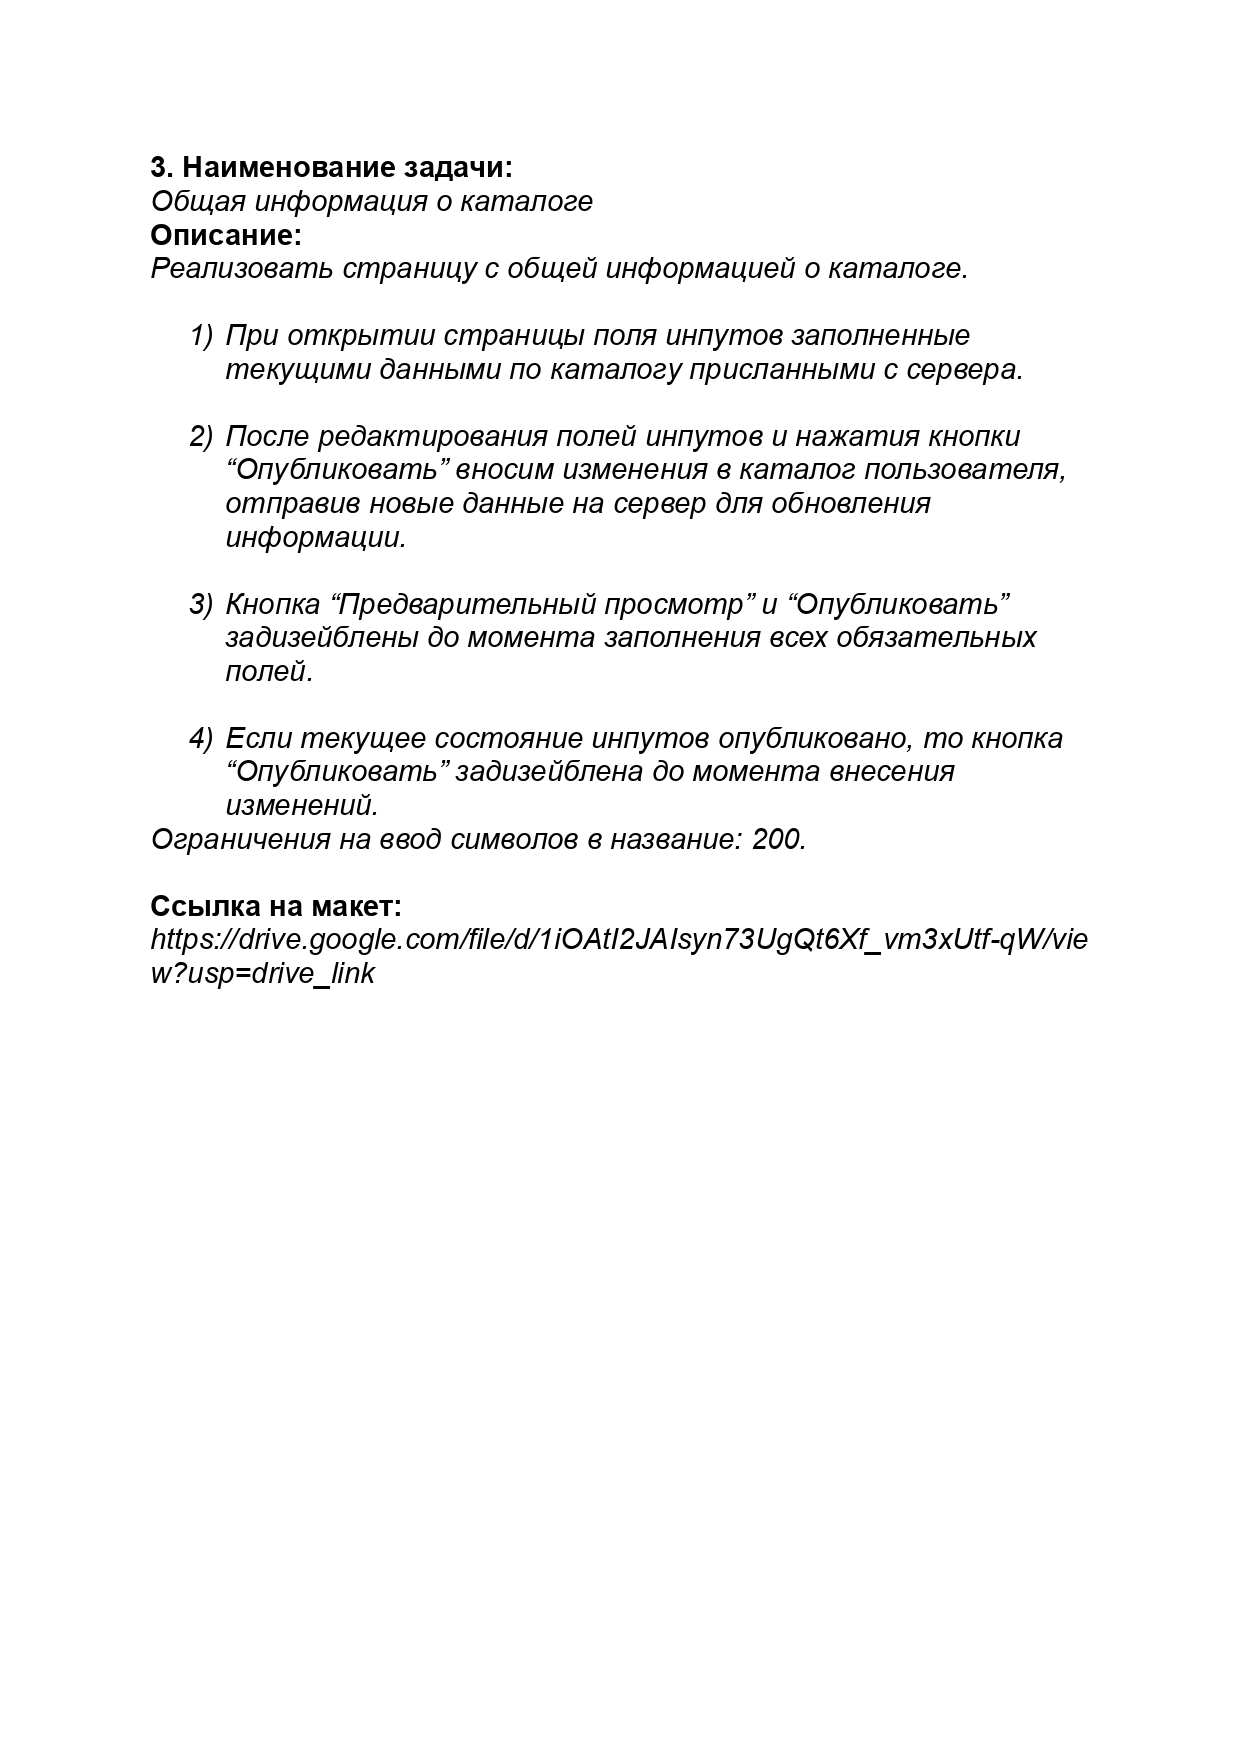 3. Наименование задачи:
Общая информация о каталоге
Описание:
Реализовать страницу с общей информацией о каталоге.
1) При открытии страницы поля инпутов заполненные
текущими данными по каталогу присланными с сервера.
2) После редактирования полей инпутов и нажатия кнопки
“Опубликовать” вносим изменения в каталог пользователя,
отправив новые данные на сервер для обновления
информации.
3) Кнопка “Предварительный просмотр” и “Опубликовать”
задизейблены до момента заполнения всех обязательных
полей.
4) Если текущее состояние инпутов опубликовано, то кнопка
“Опубликовать” задизейблена до момента внесения
изменений.
Ограничения на ввод символов в название: 200.
Ссылка на макет:
https://drive.google.com/file/d/1iOAtI2JAIsyn73UgQt6Xf_vm3xUtf-qW/vie
w?usp=drive_link